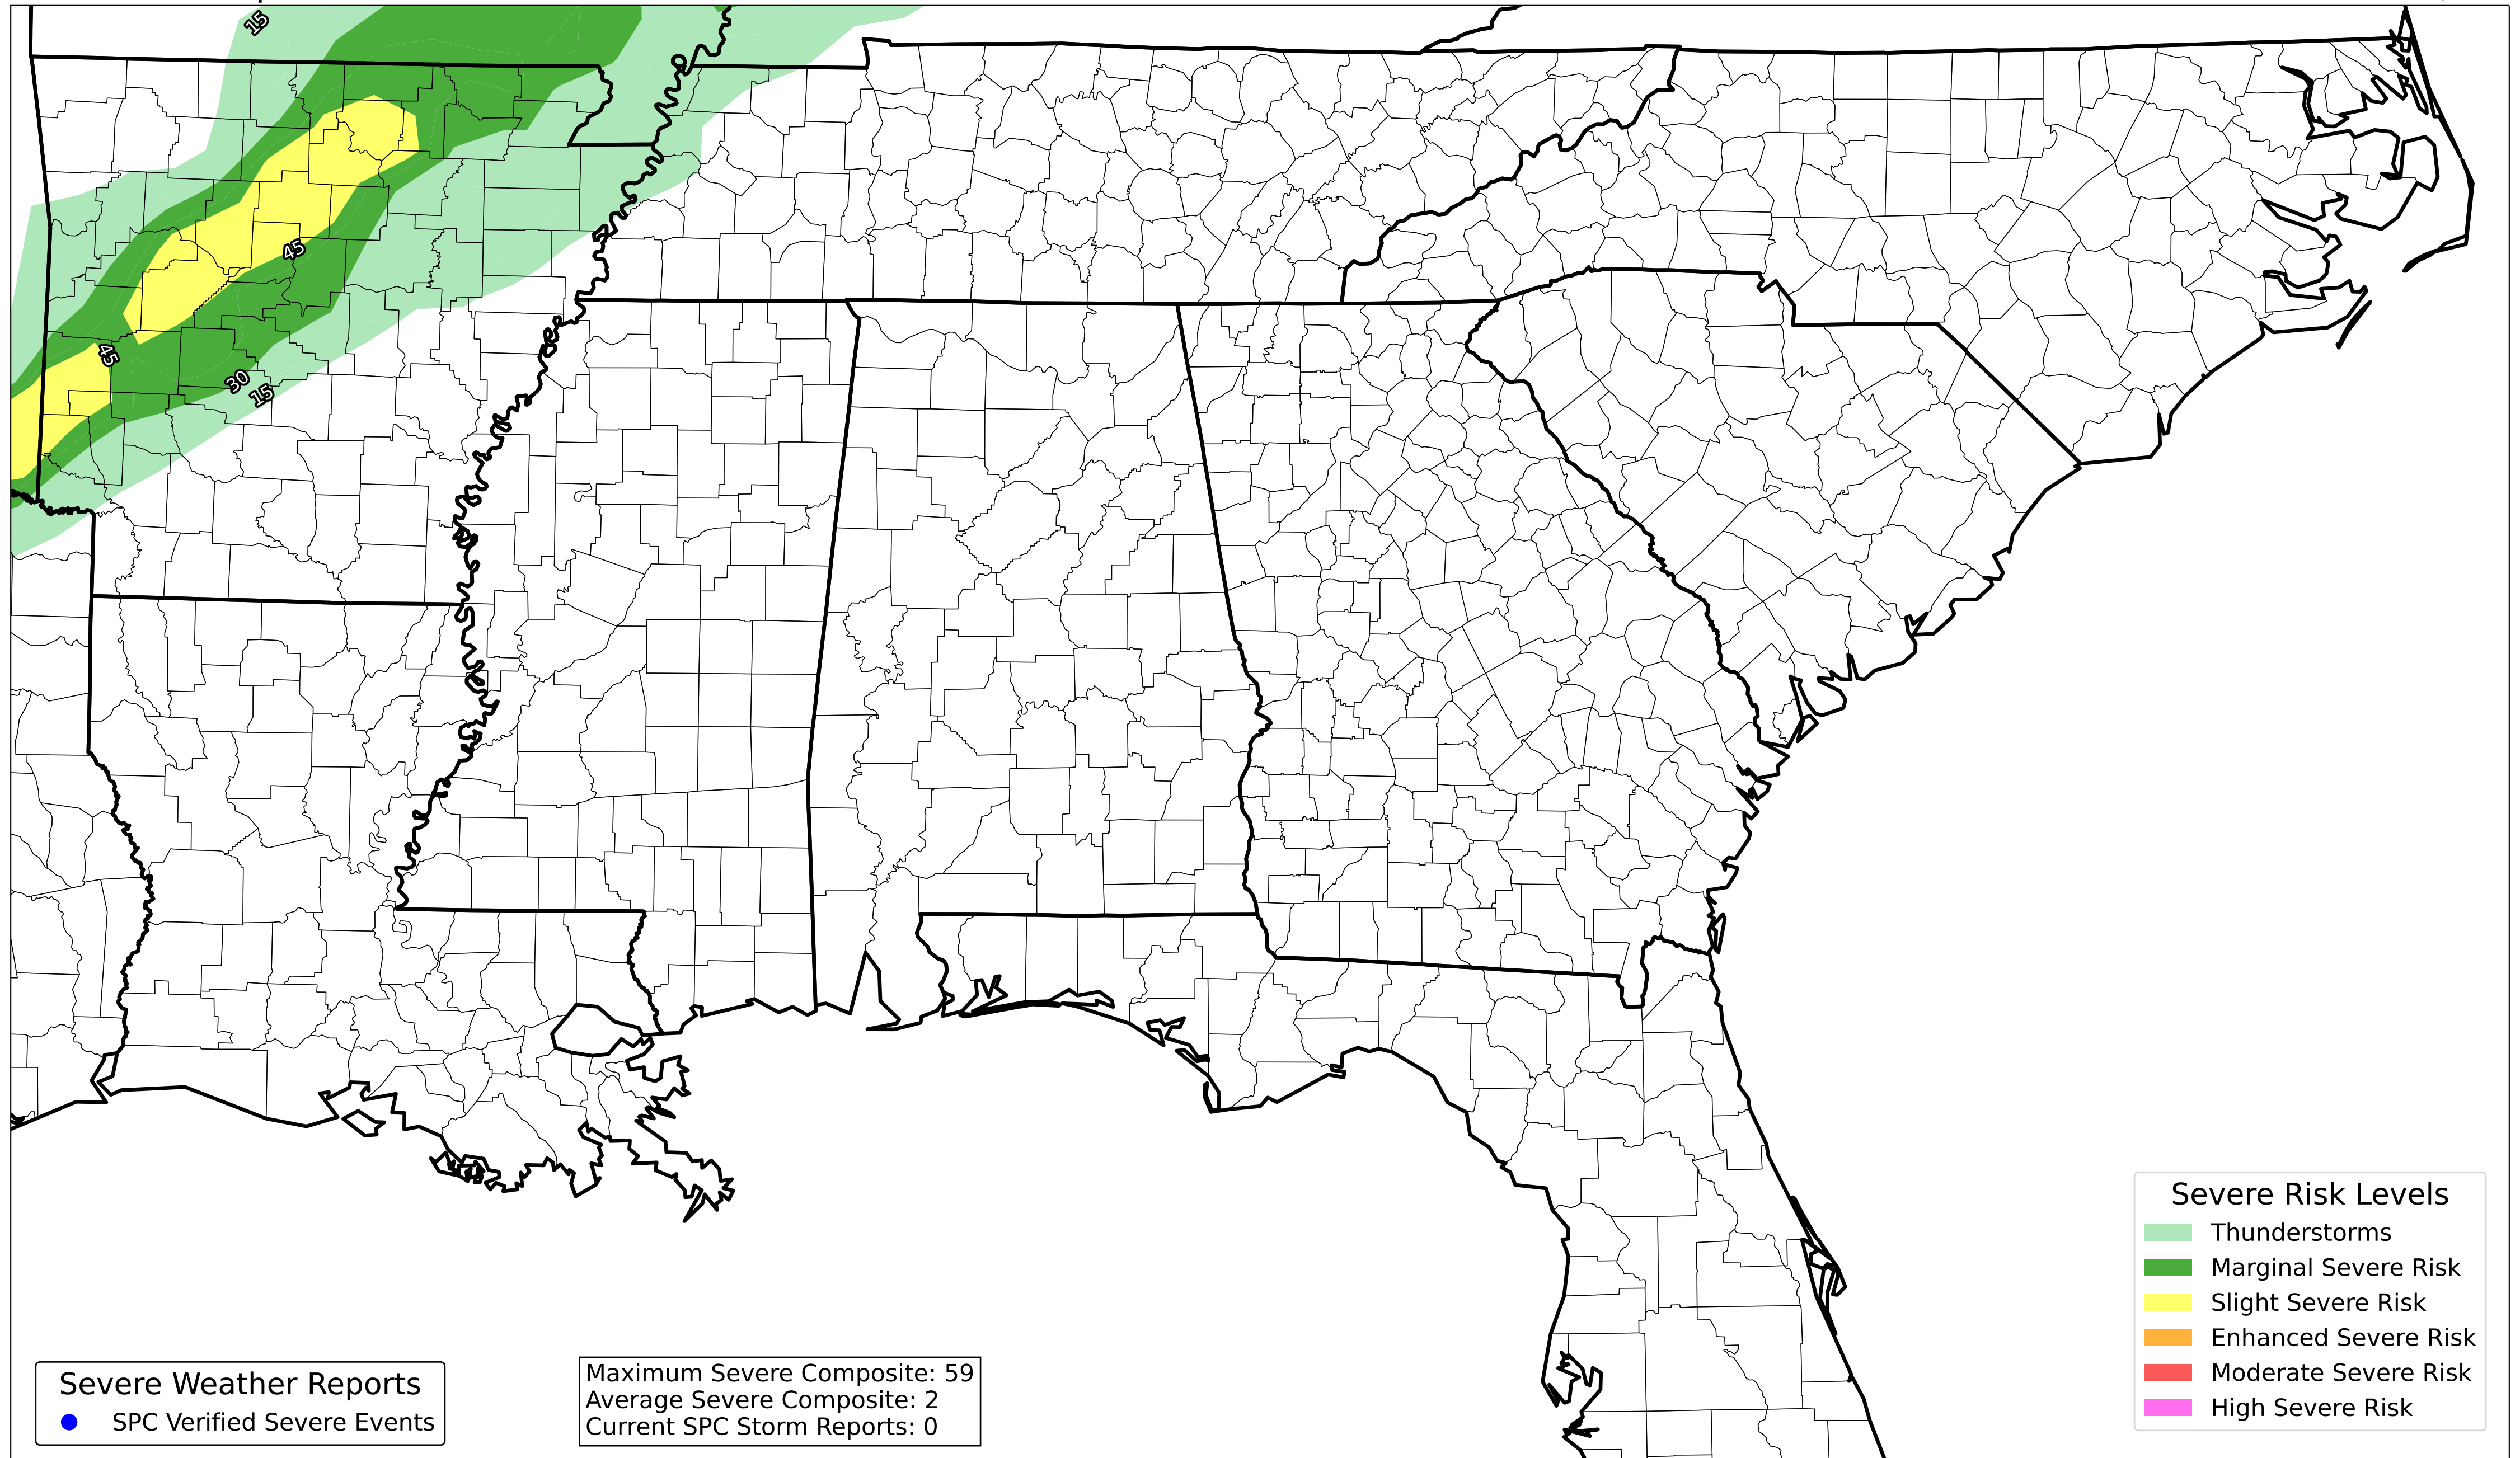 15
45
45
30
15
Severe Risk Levels
Thunderstorms
Marginal Severe Risk
Slight Severe Risk
Enhanced Severe Risk
Moderate Severe Risk
High Severe Risk
Severe Weather Reports
SPC Verified Severe Events
Maximum Severe Composite: 59
Average Severe Composite: 2
Current SPC Storm Reports: 0